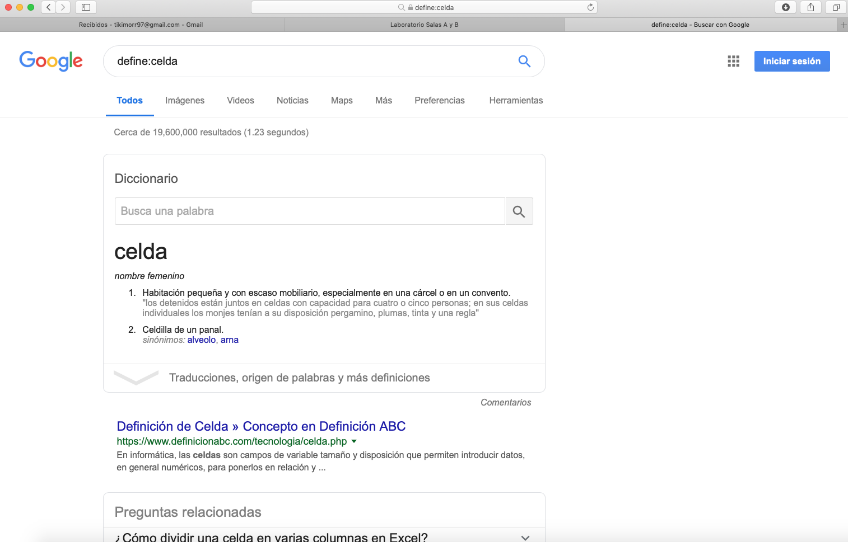 define:celda
Recibidos - tikimorr97@gmail.com - Gmail
Laboratorio Salas A y B
define:celda - Buscar con Google
Google
define:celda
Iniciar sesión
Todos
Imágenes
Videos
Noticias
Maps
Más
Preferencias
Herramientas
Cerca de 19,600,000 resultados (1.23 segundos)
Diccionario
Busca una palabra
celda
nombre femenino
1. Habitación pequeña y con escaso mobiliario, especialmente en una cárcel o en un convento.
"los detenidos están juntos en celdas con capacidad para cuatro o cinco personas; en sus celdas
individuales los monjes tenían a su disposición pergamino, plumas, tinta y una regla"
2. Celdilla de un panal.
sinónimos: alveolo, arna
Traducciones, origen de palabras y más definiciones
Comentarios
Definición de Celda » Concepto en Definición ABC
https://www.definicionabc.com/tecnologia/celda.php
En informática, las celdas son campos de variable tamaño y disposición que permiten introducir datos,
en general numéricos, para ponerlos en relación y ...
Preguntas relacionadas
¿Cómo dividir una celda en varias columnas en Excel?